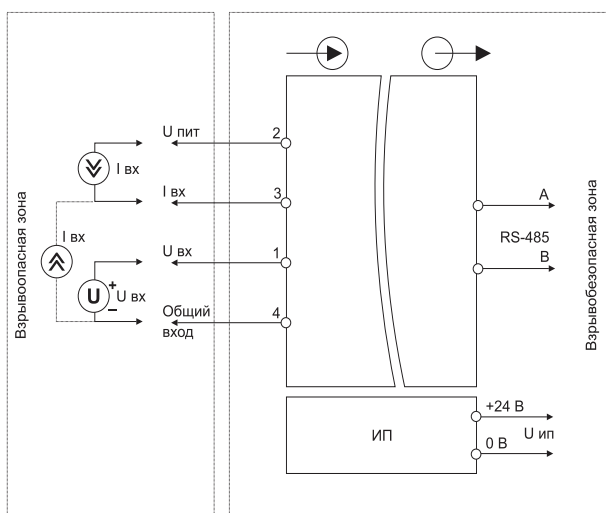 U пит
2
I вх
I вх
3
I вх
U вх
1
U
+
–
U вх
Общий
вход
4
A
RS-485
B
ИП
+24 В
U ип
0 В
Взрывоопасная зона
Взрывобезопасная зона